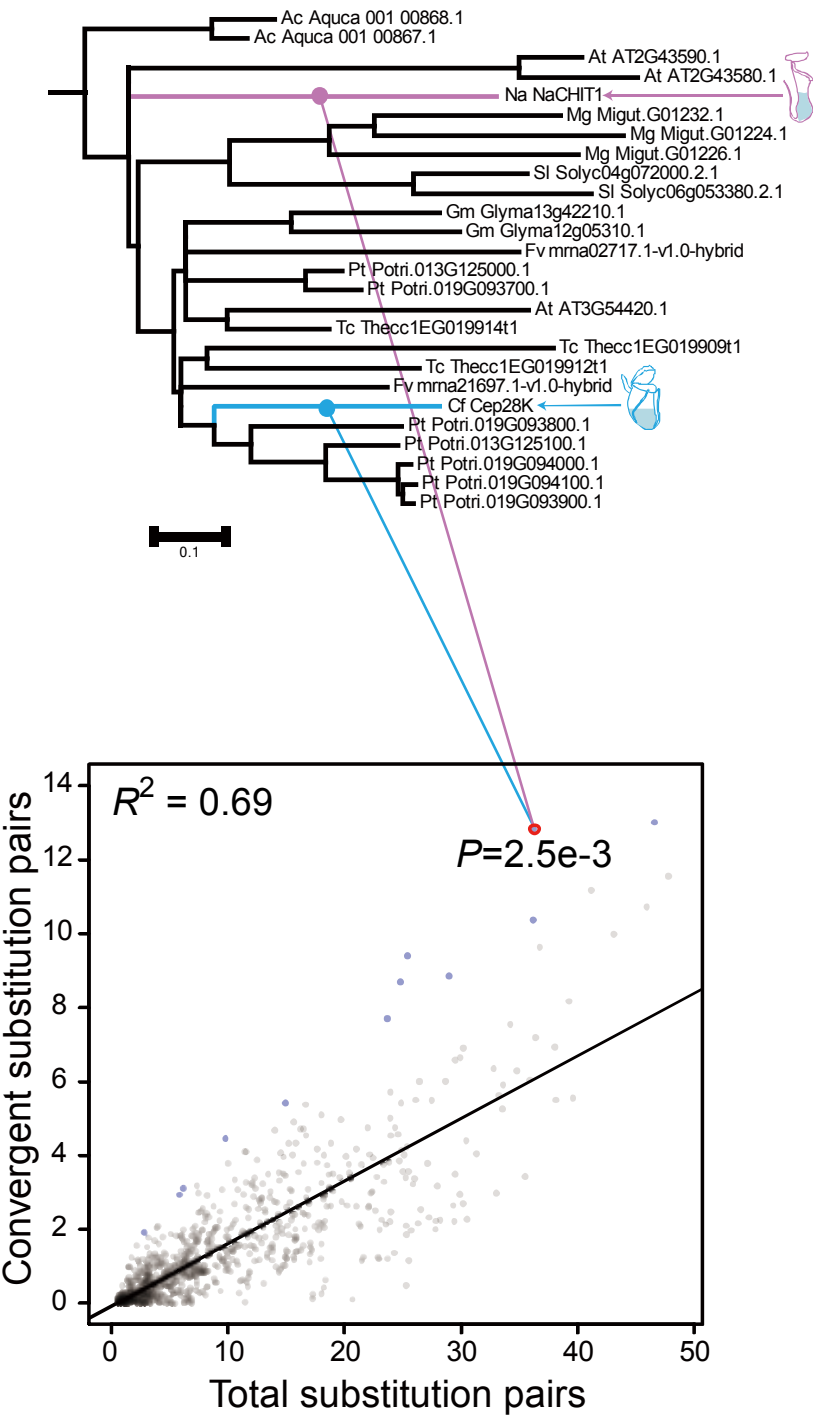 Ac Aquca 001 00868.1
Ac Aquca 001 00867.1
At AT2G43590.1
At AT2G43580.1
Na NaCHIT1
Mg Migut.G01232.1
Mg Migut.G01224.1
Mg Migut.G01226.1
Sl Solyc04g072000.2.1
Sl Solyc06g053380.2.1
Gm Glyma13g42210.1
Gm Glyma12g05310.1
Fv mrna02717.1-v1.0-hybrid
Pt Potri.013G125000.1
Pt Potri.019G093700.1
At AT3G54420.1
Tc Thecc1EG019914t1
Tc Thecc1EG019909t1
Tc Thecc1EG019912t1
Fv mrna21697.1-v1.0-hybrid
Cf Cep28K
Pt Potri.019G093800.1
Pt Potri.013G125100.1
Pt Potri.019G094000.1
Pt Potri.019G094100.1
Pt Potri.019G093900.1
0.1
R² = 0.69
P=2.5e-3
Convergent substitution pairs
14
12
10
8
6
4
2
0
0 10 20 30 40 50
Total substitution pairs